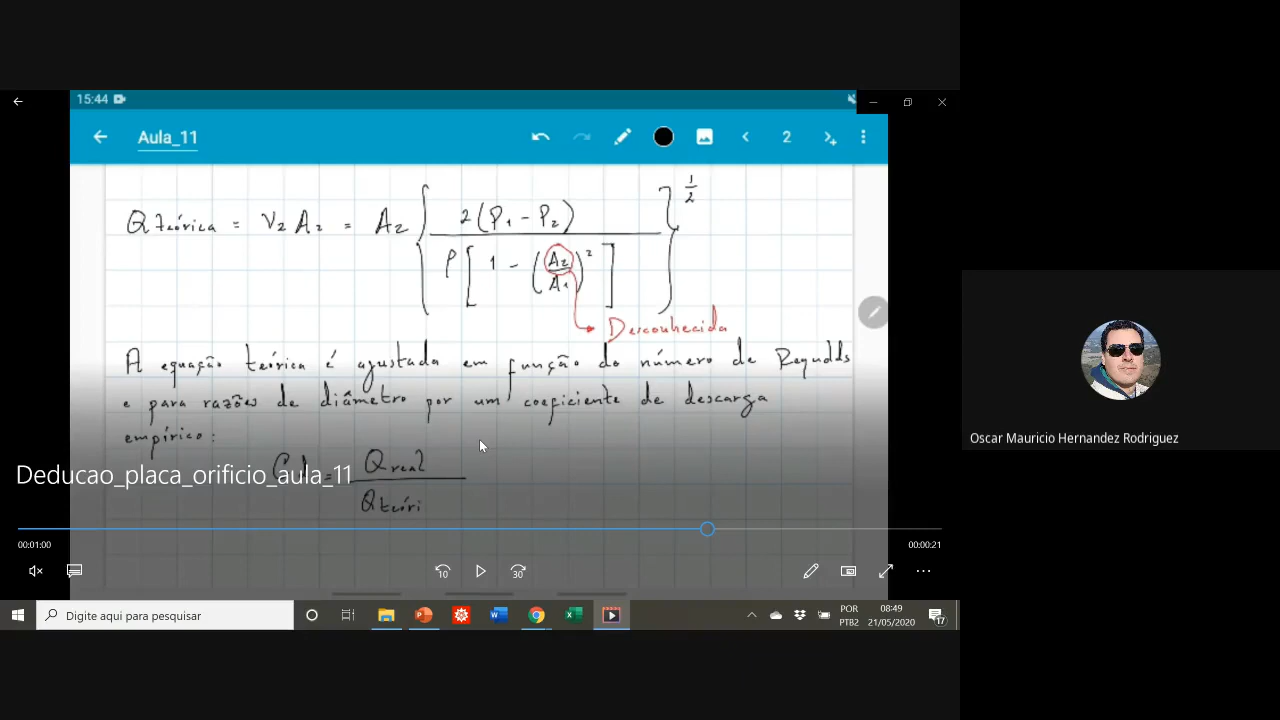 15:44
Aula_11
2
Q teórica = V2 A2 = A2 { 2 (P1 - P2) / ρ [ 1 - (A2/A1)² ] }^1/2
Desconhecida
A equação teórica é ajustada em função do número de Reynolds
e para razões de diâmetro por um coeficiente de descarga
empírico:
Cd = Q real / Q teóri
Deducao_placa_orificio_aula_11
00:01:00
00:00:21
10
30
Digite aqui para pesquisar
POR
PTB2
08:49
21/05/2020
17
Oscar Mauricio Hernandez Rodriguez